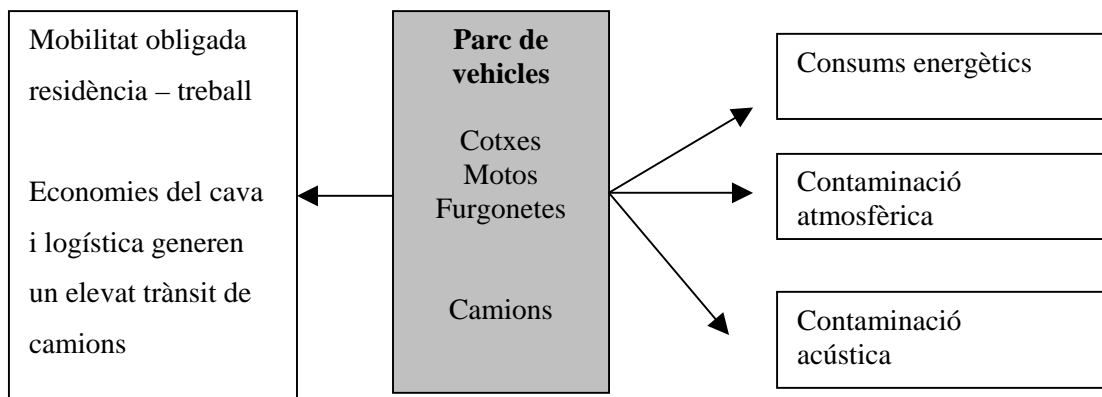 Mobilitat obligada
residència – treball
Economies del cava
i logística generen
un elevat trànsit de
camions
Parc de
vehicles
Cotxes
Motos
Furgonetes
Camions
Consums energètics
Contaminació
atmosfèrica
Contaminació
acústica